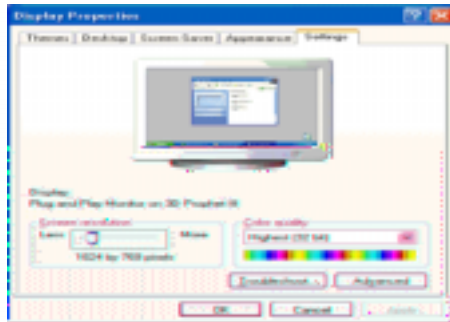 Display Properties
Themes Desktop Screen Saver Appearance Settings
Display:
Plug and Play Monitor on 3D Prophet III
Screen resolution
Less More
1024 by 768 pixels
Color quality
Highest (32 bit)
Troubleshoot... Advanced
OK Cancel Apply